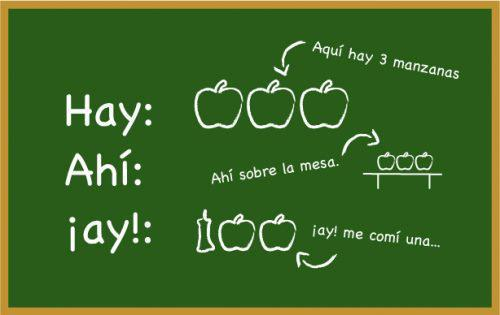 Aquí hay 3 manzanas
Hay:
Ahí:
Ahí sobre la mesa.
¡ay!:
¡ay! me comí una...